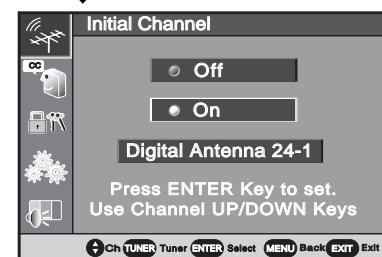 Initial Channel
CC
Off
On
Digital Antenna 24-1
Press ENTER Key to set.
Use Channel UP/DOWN Keys
Ch TUNER Tuner ENTER Select MENU Back EXIT Exit